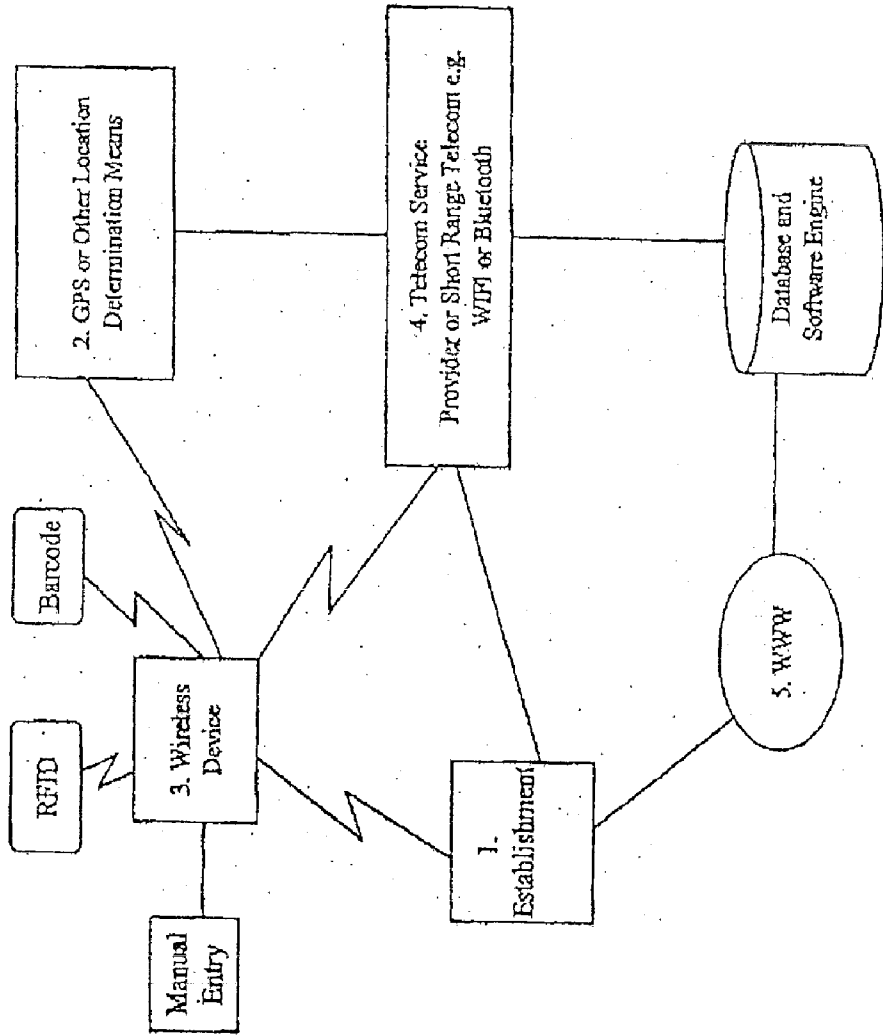 Manual
Entry
RFID
Barcode
3. Wireless
Device
2. GPS or Other Location
Determination Means
1.
Establishment
4. Telecom Service
Provider or Short Range Telecom e.g.
WIFI or Bluetooth
5. WWW
Database and
Software Engine